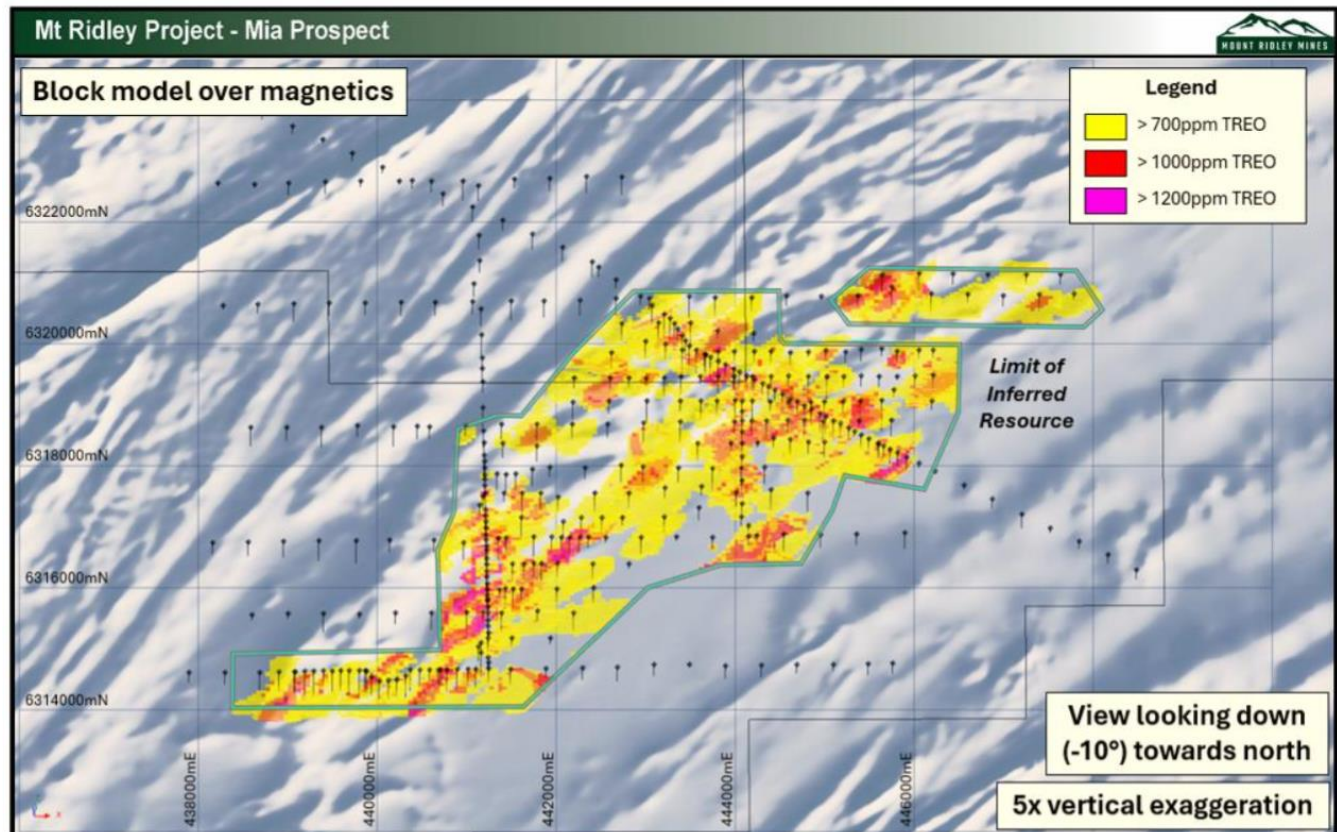 Mt Ridley Project - Mia Prospect
MOUNT RIDLEY MINES
Block model over magnetics
Legend
> 700ppm TREO
> 1000ppm TREO
> 1200ppm TREO
6322000mN
6320000mN
Limit of
Inferred
Resource
6318000mN
6316000mN
6314000mN
438000mE
440000mE
442000mE
444000mE
446000mE
View looking down
(-10°) towards north
5x vertical exaggeration